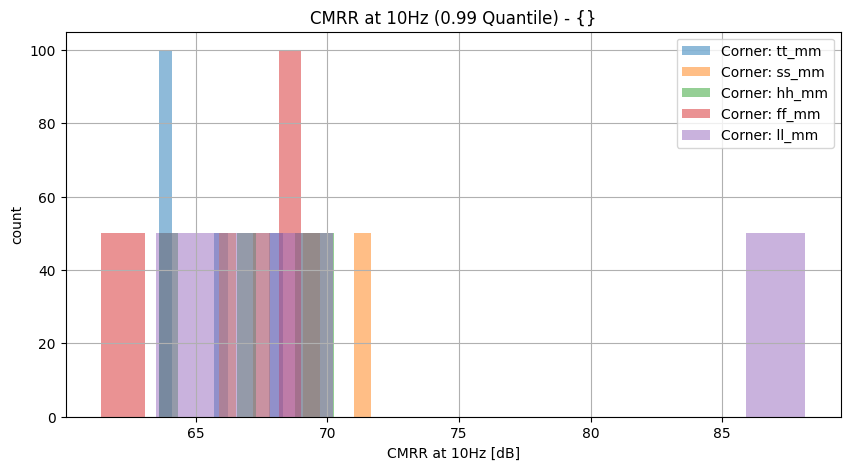 CMRR at 10Hz (0.99 Quantile) - {}
count
100
80
60
40
20
0
65
70
75
80
85
CMRR at 10Hz [dB]
Corner: tt_mm
Corner: ss_mm
Corner: hh_mm
Corner: ff_mm
Corner: ll_mm